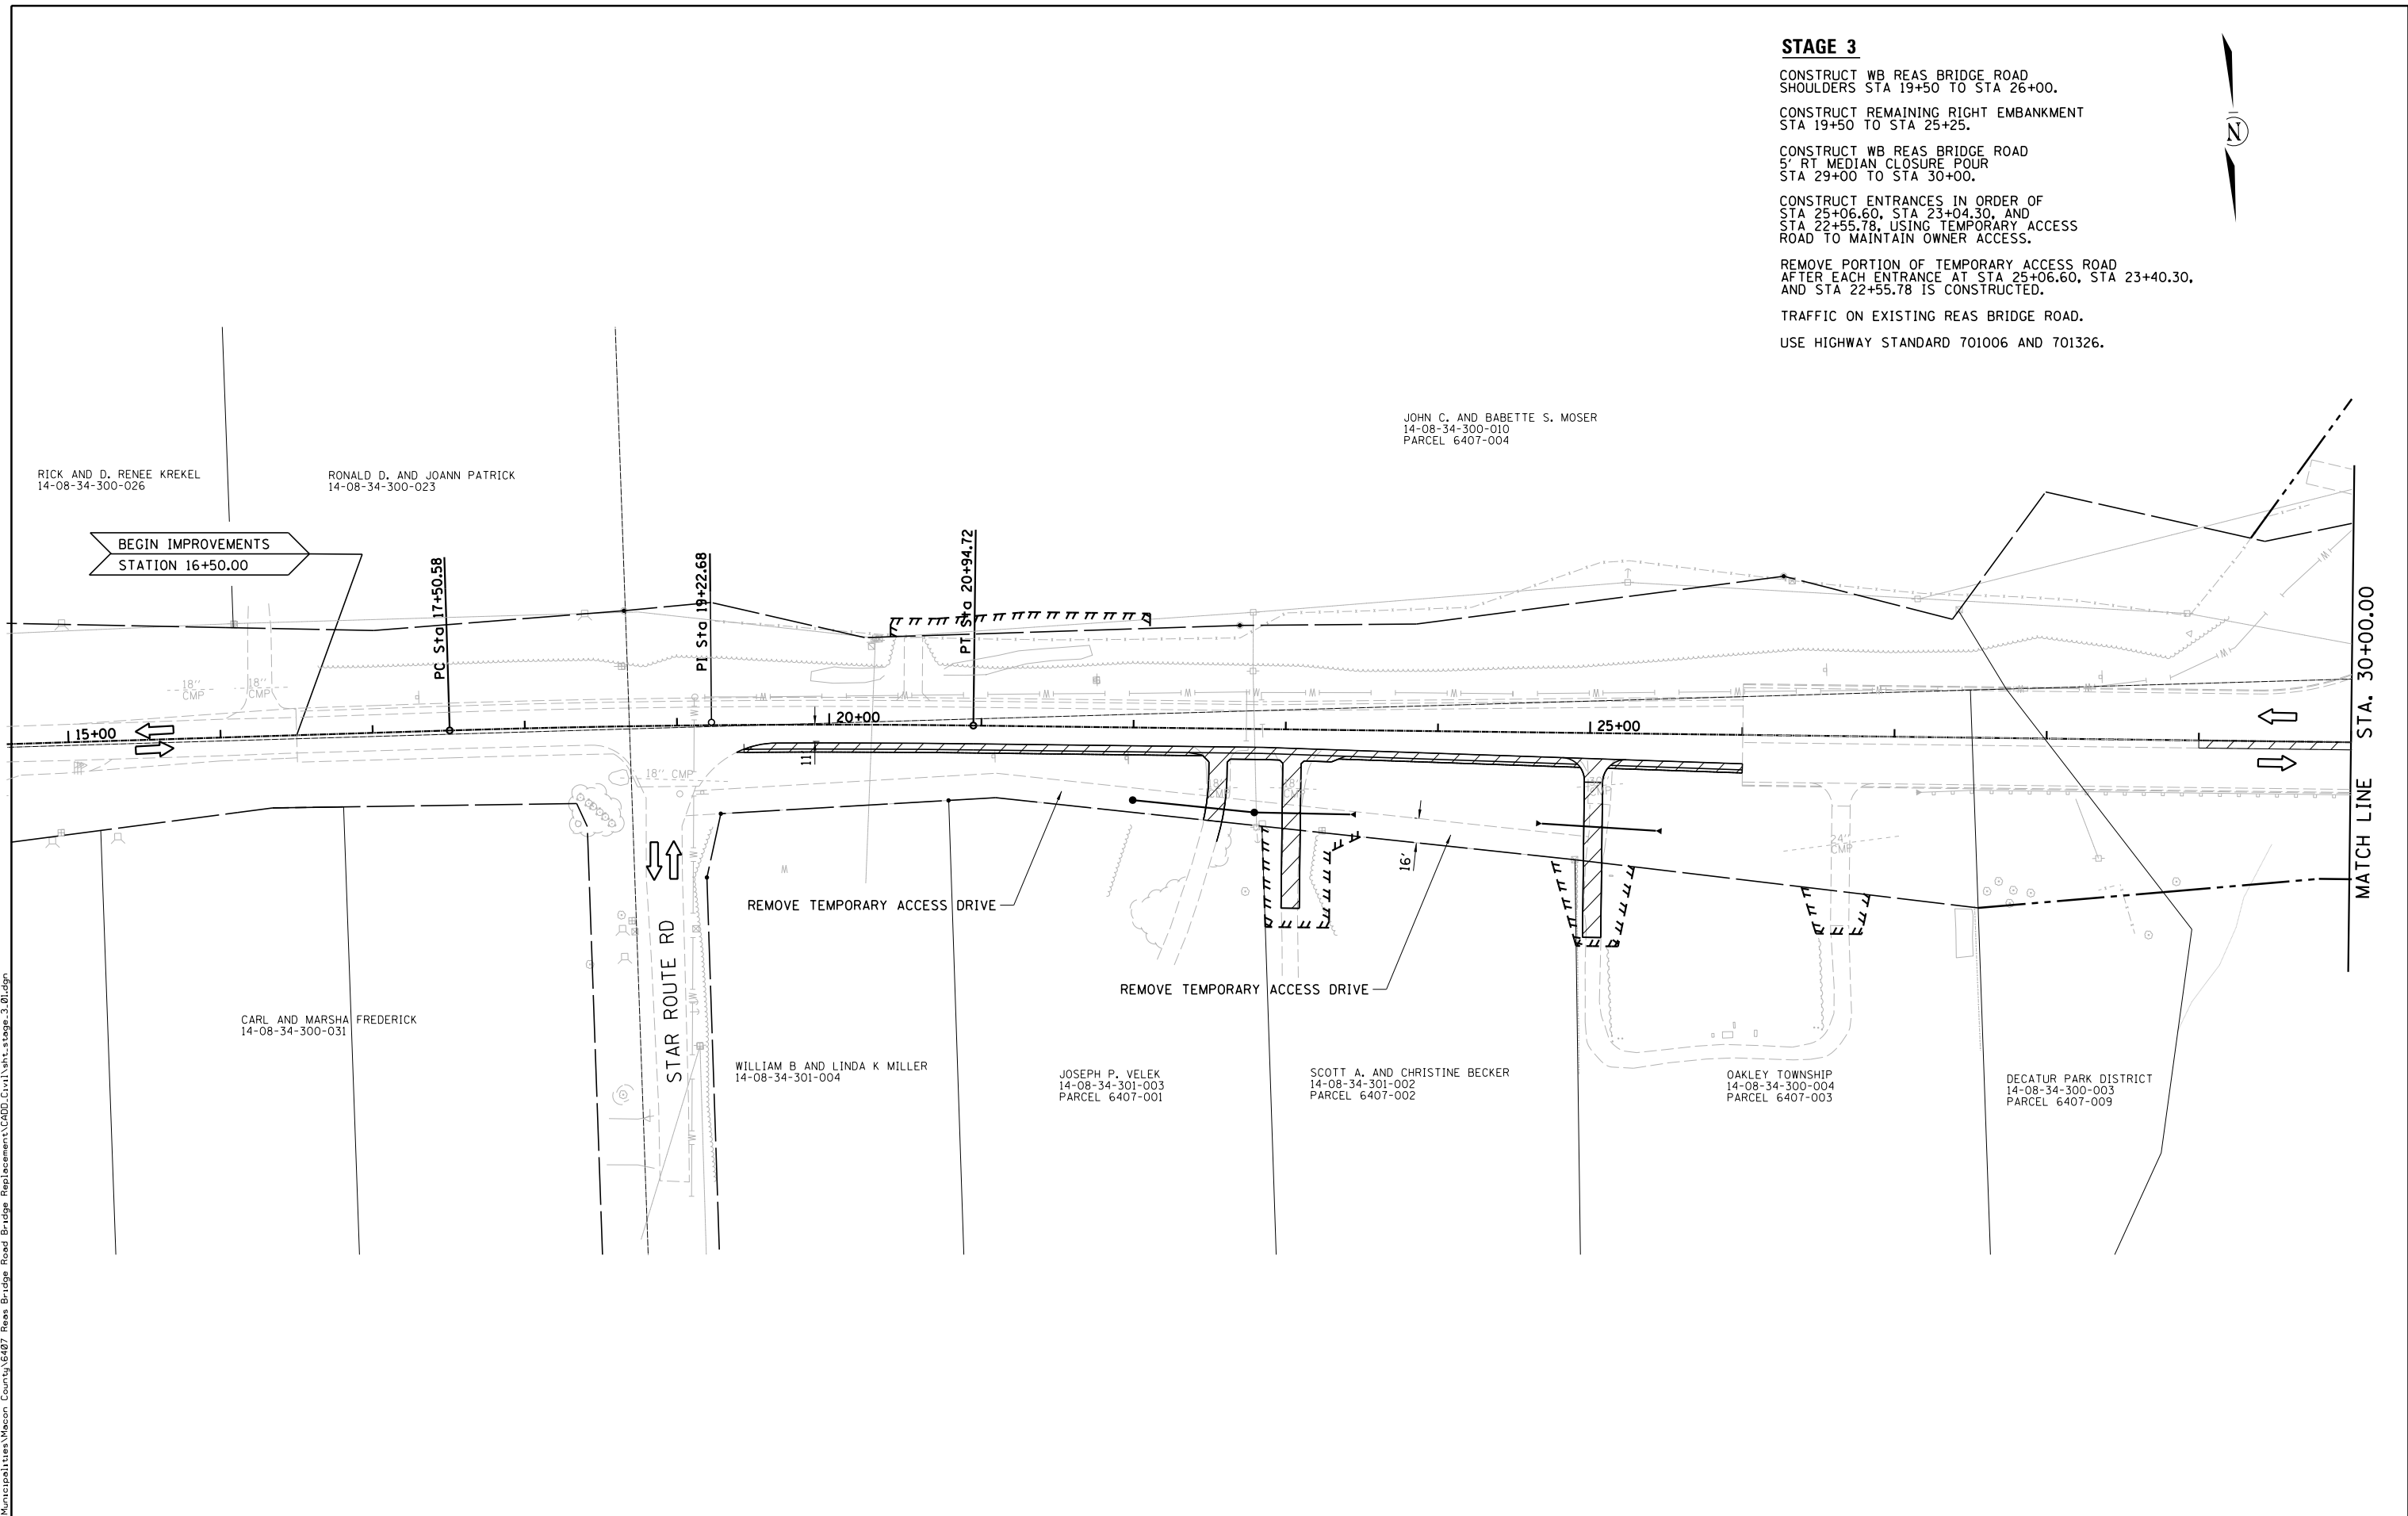 STAGE 3
CONSTRUCT WB REAS BRIDGE ROAD
SHOULDERS STA 19+50 TO STA 26+00.
CONSTRUCT REMAINING RIGHT EMBANKMENT
STA 19+50 TO STA 25+25.
CONSTRUCT WB REAS BRIDGE ROAD
5' RT MEDIAN CLOSURE POUR
STA 29+00 TO STA 30+00.
CONSTRUCT ENTRANCES IN ORDER OF
STA 25+06.60, STA 23+04.30, AND
STA 22+55.78, USING TEMPORARY ACCESS
ROAD TO MAINTAIN OWNER ACCESS.
REMOVE PORTION OF TEMPORARY ACCESS ROAD
AFTER EACH ENTRANCE AT STA 25+06.60, STA 23+40.30,
AND STA 22+55.78 IS CONSTRUCTED.
TRAFFIC ON EXISTING REAS BRIDGE ROAD.
USE HIGHWAY STANDARD 701006 AND 701326.
N
JOHN C. AND BABETTE S. MOSER
14-08-34-300-010
PARCEL 6407-004
RICK AND D. RENEE KREKEL
14-08-34-300-026
RONALD D. AND JOANN PATRICK
14-08-34-300-023
BEGIN IMPROVEMENTS
STATION 16+50.00
PC Sta 17+50.58
PI Sta 19+22.68
PT Sta 20+94.72
18" CMP
18" CMP
15+00
20+00
25+00
11'
18" CMP
24" CMP
16'
MATCH LINE STA. 30+00.00
REMOVE TEMPORARY ACCESS DRIVE
REMOVE TEMPORARY ACCESS DRIVE
STAR ROUTE RD
CARL AND MARSHA FREDERICK
14-08-34-300-031
WILLIAM B AND LINDA K MILLER
14-08-34-301-004
JOSEPH P. VELEK
14-08-34-301-003
PARCEL 6407-001
SCOTT A. AND CHRISTINE BECKER
14-08-34-301-002
PARCEL 6407-002
OAKLEY TOWNSHIP
14-08-34-300-004
PARCEL 6407-003
DECATUR PARK DISTRICT
14-08-34-300-003
PARCEL 6407-009
Municipalities\Macon County\6407 Reas Bridge Road Bridge Replacement\CADD.Civil\sht_stage_3_01.dgn